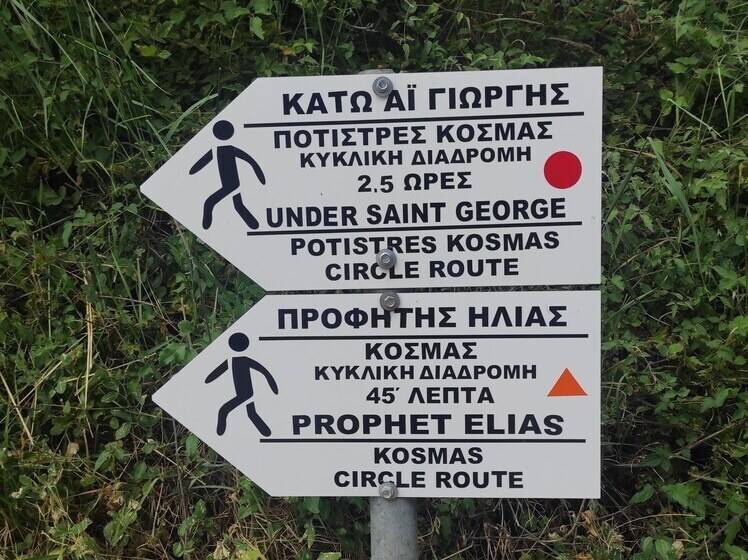 ΚΑΤΩ ΑΪ ΓΙΩΡΓΗΣ
ΠΟΤΙΣΤΡΕΣ ΚΟΣΜΑΣ
ΚΥΚΛΙΚΗ ΔΙΑΔΡΟΜΗ
2,5 ΩΡΕΣ
UNDER SAINT GEORGE
POTISTRES KOSMAS
CIRCLE ROUTE
ΠΡΟΦΗΤΗΣ ΗΛΙΑΣ
ΚΟΣΜΑΣ
ΚΥΚΛΙΚΗ ΔΙΑΔΡΟΜΗ
45΄ ΛΕΠΤΑ
PROPHET ELIAS
KOSMAS
CIRCLE ROUTE